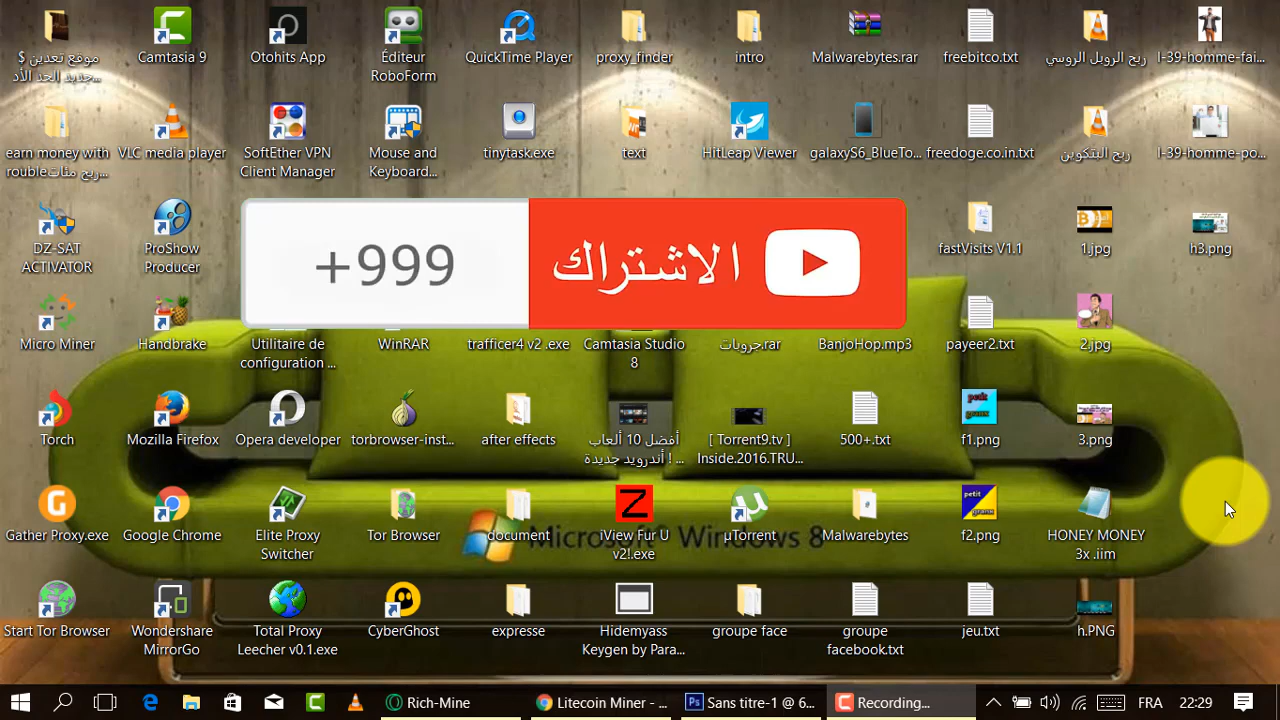 موقع تعدين $
جديد الحد الأد...
Camtasia 9
Otohits App
Éditeur
RoboForm
QuickTime Player
proxy_finder
intro
Malwarebytes.rar
freebitco.txt
ربح الروبل الروسي
I-39-homme-fai...
earn money with
roubleربح مئات...
VLC media player
SoftEther VPN
Client Manager
Mouse and
Keyboard...
tinytask.exe
text
HitLeap Viewer
galaxyS6_BlueTo...
freedoge.co.in.txt
ربح البتكوين
I-39-homme-po...
DZ-SAT
ACTIVATOR
ProShow
Producer
+999
الاشتراك
fastVisits V1.1
1.jpg
h3.png
Micro Miner
Handbrake
Utilitaire de
configuration ...
WinRAR
trafficer4 v2 .exe
Camtasia Studio
8
جروبات.rar
BanjoHop.mp3
payeer2.txt
2.jpg
Torch
Mozilla Firefox
Opera developer
torbrowser-inst...
after effects
أفضل 10 ألعاب
أندرويد جديدة ! ...
[ Torrent9.tv ]
Inside.2016.TRU...
500+.txt
peak
graux
f1.png
3.png
Gather Proxy.exe
Google Chrome
Elite Proxy
Switcher
Tor Browser
document
iView Fur U
v2!.exe
µTorrent
Malwarebytes
petit
f2.png
HONEY MONEY
3x .iim
Microsoft Windows 8
Start Tor Browser
Wondershare
MirrorGo
Total Proxy
Leecher v0.1.exe
CyberGhost
expresse
Hidemyass
Keygen by Para...
groupe face
groupe
facebook.txt
jeu.txt
h.PNG
Rich-Mine
Litecoin Miner - ...
Sans titre-1 @ 6...
Recording...
FRA
22:29